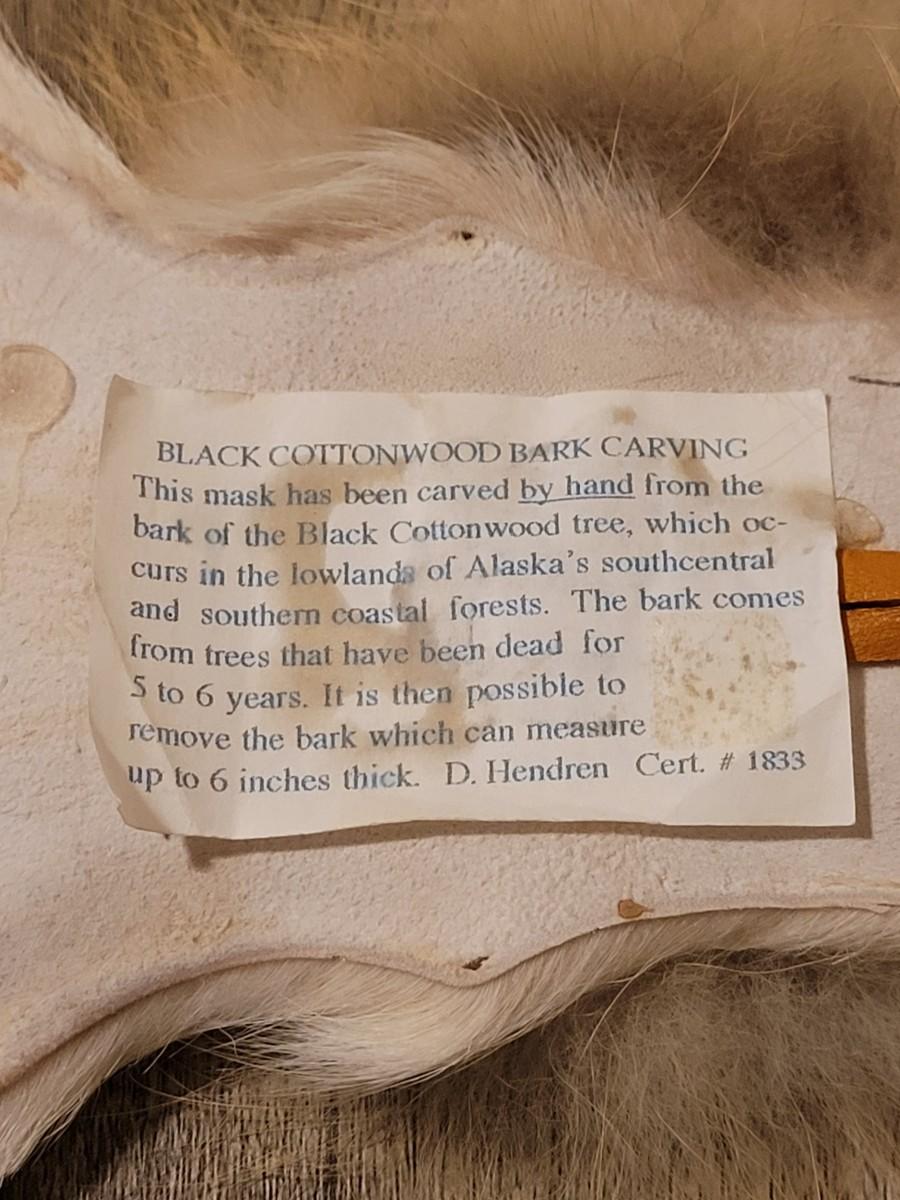 BLACK COTTONWOOD BARK CARVING
This mask has been carved by hand from the
bark of the Black Cottonwood tree, which oc-
curs in the lowlands of Alaska's southcentral
and southern coastal forests. The bark comes
from trees that have been dead for
5 to 6 years. It is then possible to
remove the bark which can measure
up to 6 inches thick. D. Hendren Cert. # 1833